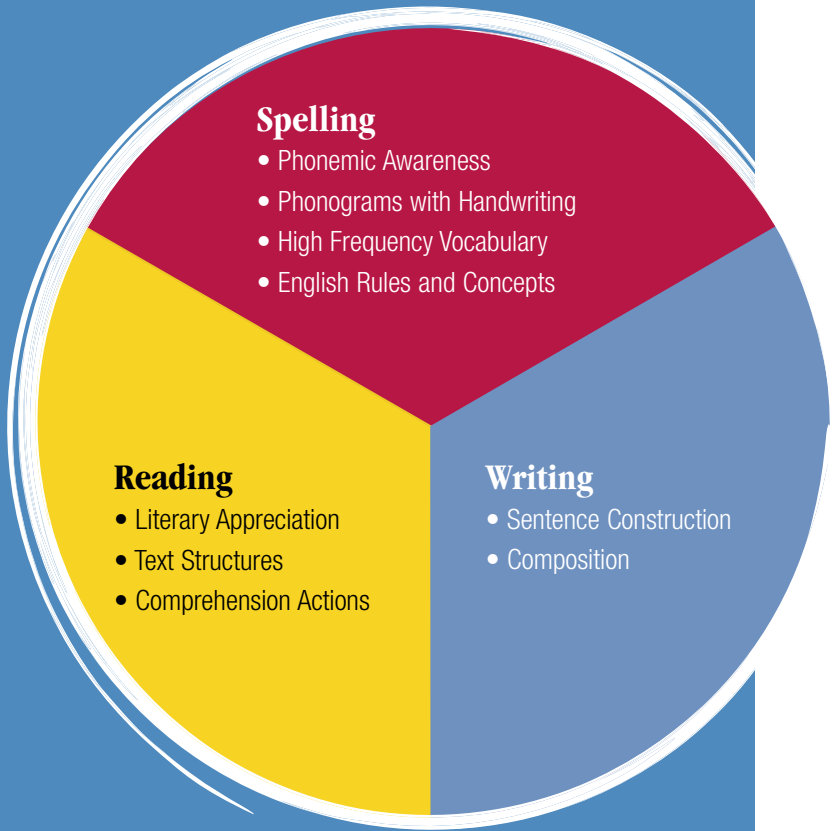 Spelling
• Phonemic Awareness
• Phonograms with Handwriting
• High Frequency Vocabulary
• English Rules and Concepts
Reading
• Literary Appreciation
• Text Structures
• Comprehension Actions
Writing
• Sentence Construction
• Composition